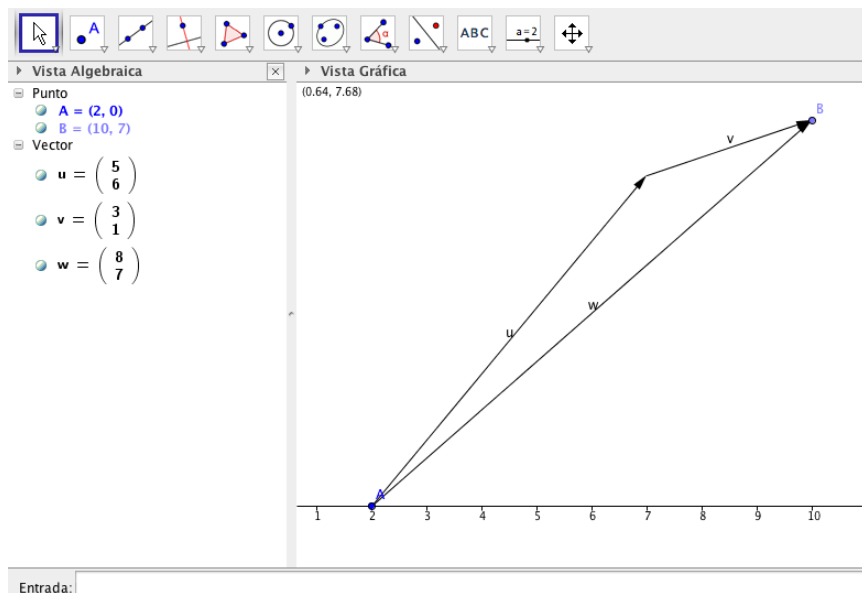 A
α
ABC
a=2
Vista Algebraica
Vista Gráfica
Punto
A = (2, 0)
B = (10, 7)
Vector
u = ( 5
6 )
v = ( 3
1 )
w = ( 8
7 )
(0.64, 7.68)
B
v
w
u
A
1 2 3 4 5 6 7 8 9 10
Entrada: